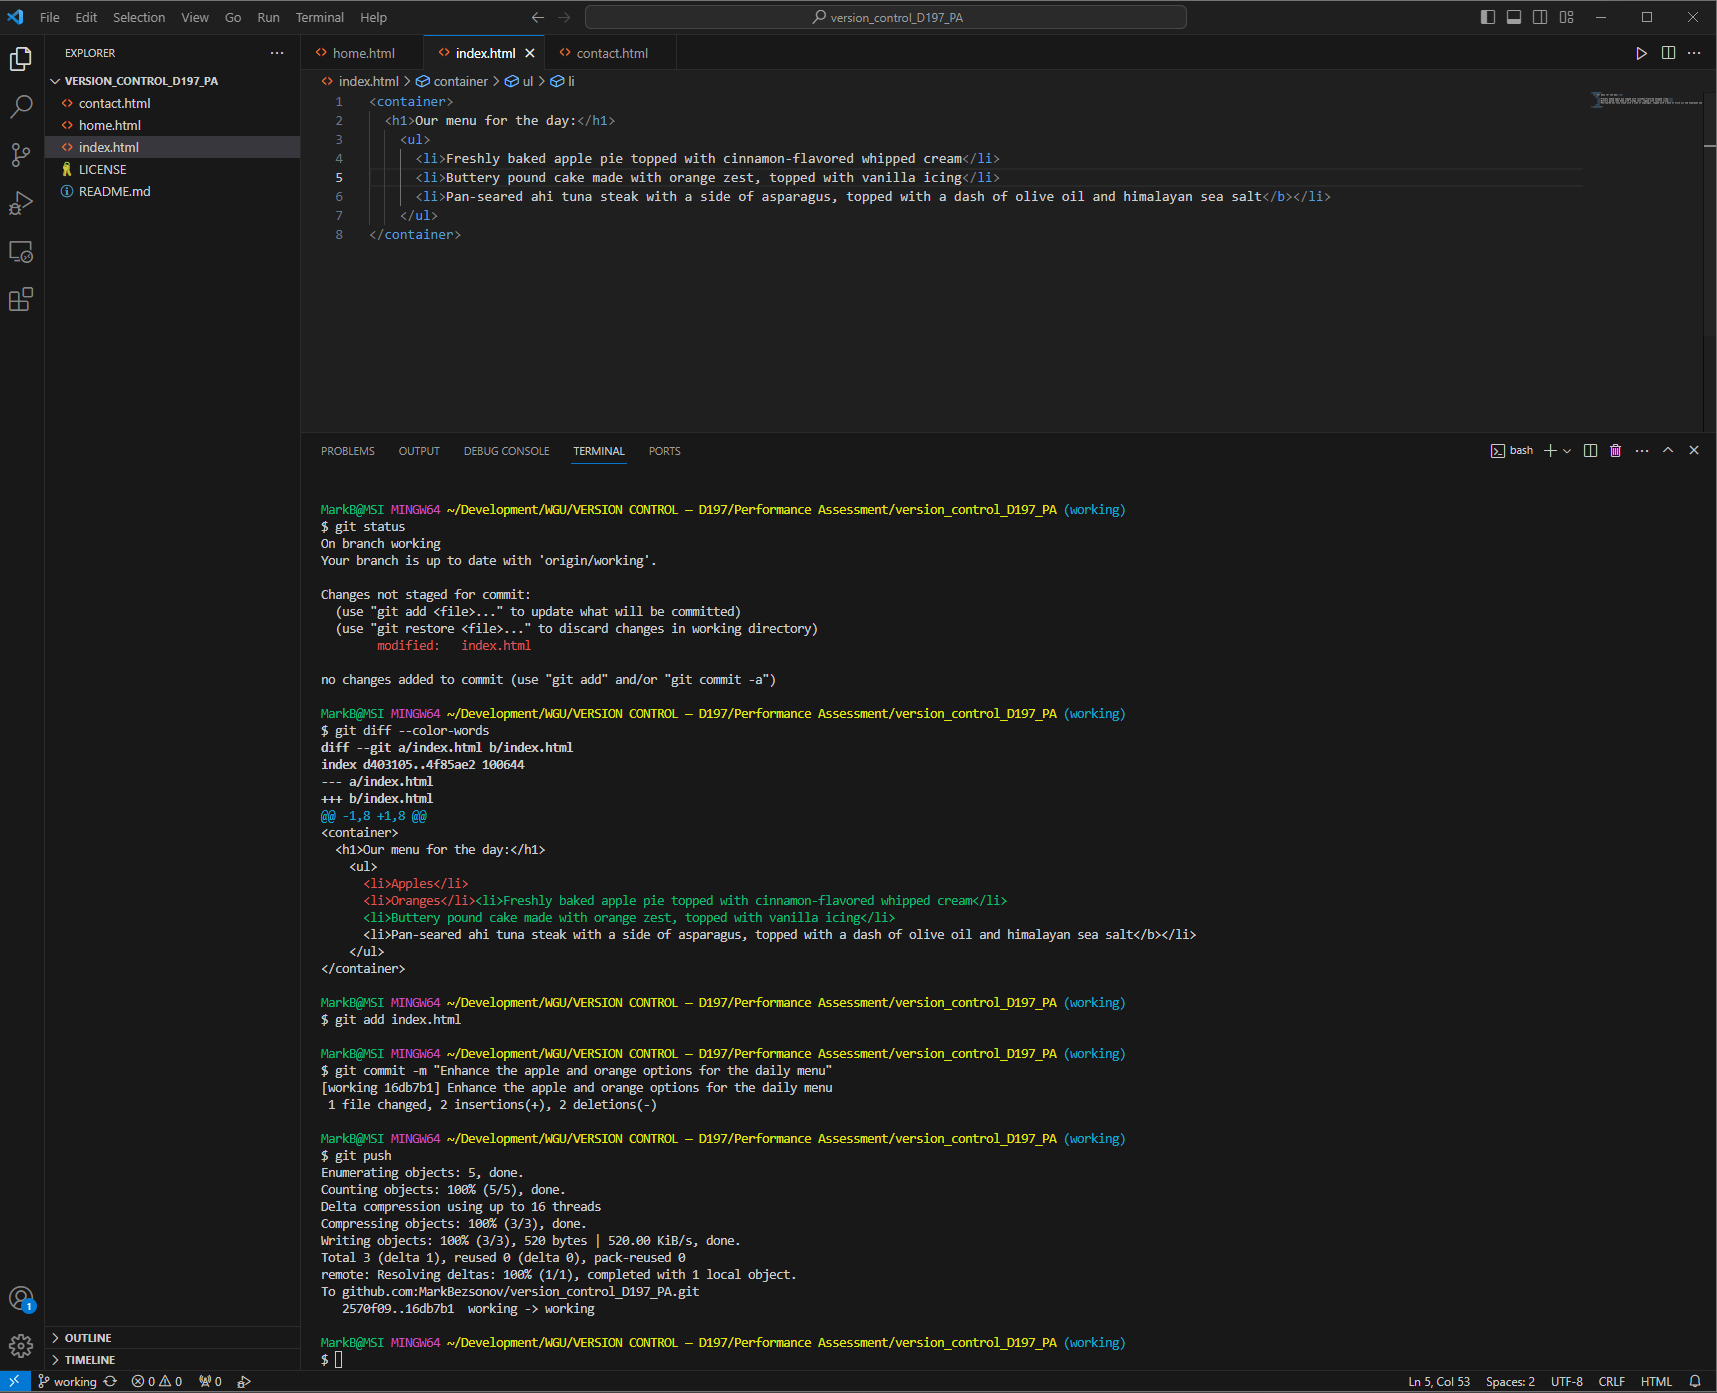 File Edit Selection View Go Run Terminal Help
version_control_D197_PA
EXPLORER
VERSION_CONTROL_D197_PA
contact.html
home.html
index.html
LICENSE
README.md
OUTLINE
TIMELINE
home.html
index.html
contact.html
index.html > container > ul > li
1 <container>
2 <h1>Our menu for the day:</h1>
3 <ul>
4 <li>Freshly baked apple pie topped with cinnamon-flavored whipped cream</li>
5 <li>Buttery pound cake made with orange zest, topped with vanilla icing</li>
6 <li>Pan-seared ahi tuna steak with a side of asparagus, topped with a dash of olive oil and himalayan sea salt</b></li>
7 </ul>
8 </container>
PROBLEMS OUTPUT DEBUG CONSOLE TERMINAL PORTS
bash
MarkB@MSI MINGW64 ~/Development/WGU/VERSION CONTROL – D197/Performance Assessment/version_control_D197_PA (working)
$ git status
On branch working
Your branch is up to date with 'origin/working'.
Changes not staged for commit:
(use "git add <file>..." to update what will be committed)
(use "git restore <file>..." to discard changes in working directory)
modified: index.html
no changes added to commit (use "git add" and/or "git commit -a")
MarkB@MSI MINGW64 ~/Development/WGU/VERSION CONTROL – D197/Performance Assessment/version_control_D197_PA (working)
$ git diff --color-words
diff --git a/index.html b/index.html
index d403105..4f85ae2 100644
--- a/index.html
+++ b/index.html
@@ -1,8 +1,8 @@
<container>
<h1>Our menu for the day:</h1>
<ul>
<li>Apples</li>
<li>Oranges</li><li>Freshly baked apple pie topped with cinnamon-flavored whipped cream</li>
<li>Buttery pound cake made with orange zest, topped with vanilla icing</li>
<li>Pan-seared ahi tuna steak with a side of asparagus, topped with a dash of olive oil and himalayan sea salt</b></li>
</ul>
</container>
MarkB@MSI MINGW64 ~/Development/WGU/VERSION CONTROL – D197/Performance Assessment/version_control_D197_PA (working)
$ git add index.html
MarkB@MSI MINGW64 ~/Development/WGU/VERSION CONTROL – D197/Performance Assessment/version_control_D197_PA (working)
$ git commit -m "Enhance the apple and orange options for the daily menu"
[working 16db7b1] Enhance the apple and orange options for the daily menu
1 file changed, 2 insertions(+), 2 deletions(-)
MarkB@MSI MINGW64 ~/Development/WGU/VERSION CONTROL – D197/Performance Assessment/version_control_D197_PA (working)
$ git push
Enumerating objects: 5, done.
Counting objects: 100% (5/5), done.
Delta compression using up to 16 threads
Compressing objects: 100% (3/3), done.
Writing objects: 100% (3/3), 520 bytes | 520.00 KiB/s, done.
Total 3 (delta 1), reused 0 (delta 0), pack-reused 0
remote: Resolving deltas: 100% (1/1), completed with 1 local object.
To github.com:MarkBezsonov/version_control_D197_PA.git
2570f09..16db7b1 working -> working
MarkB@MSI MINGW64 ~/Development/WGU/VERSION CONTROL – D197/Performance Assessment/version_control_D197_PA (working)
$
1
working 0 0 0 Ln 5, Col 53 Spaces: 2 UTF-8 CRLF HTML